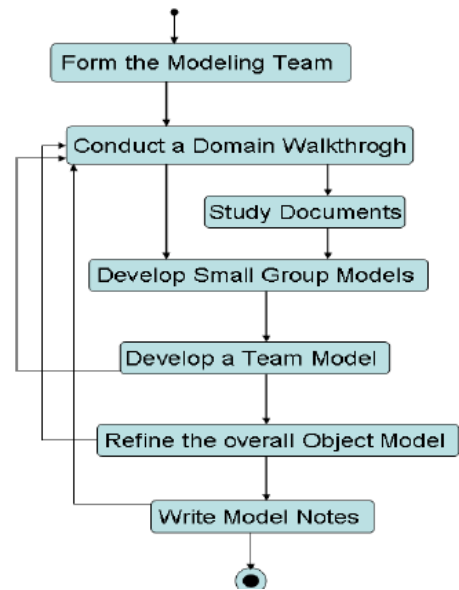 Form the Modeling Team
Conduct a Domain Walkthrogh
Study Documents
Develop Small Group Models
Develop a Team Model
Refine the overall Object Model
Write Model Notes